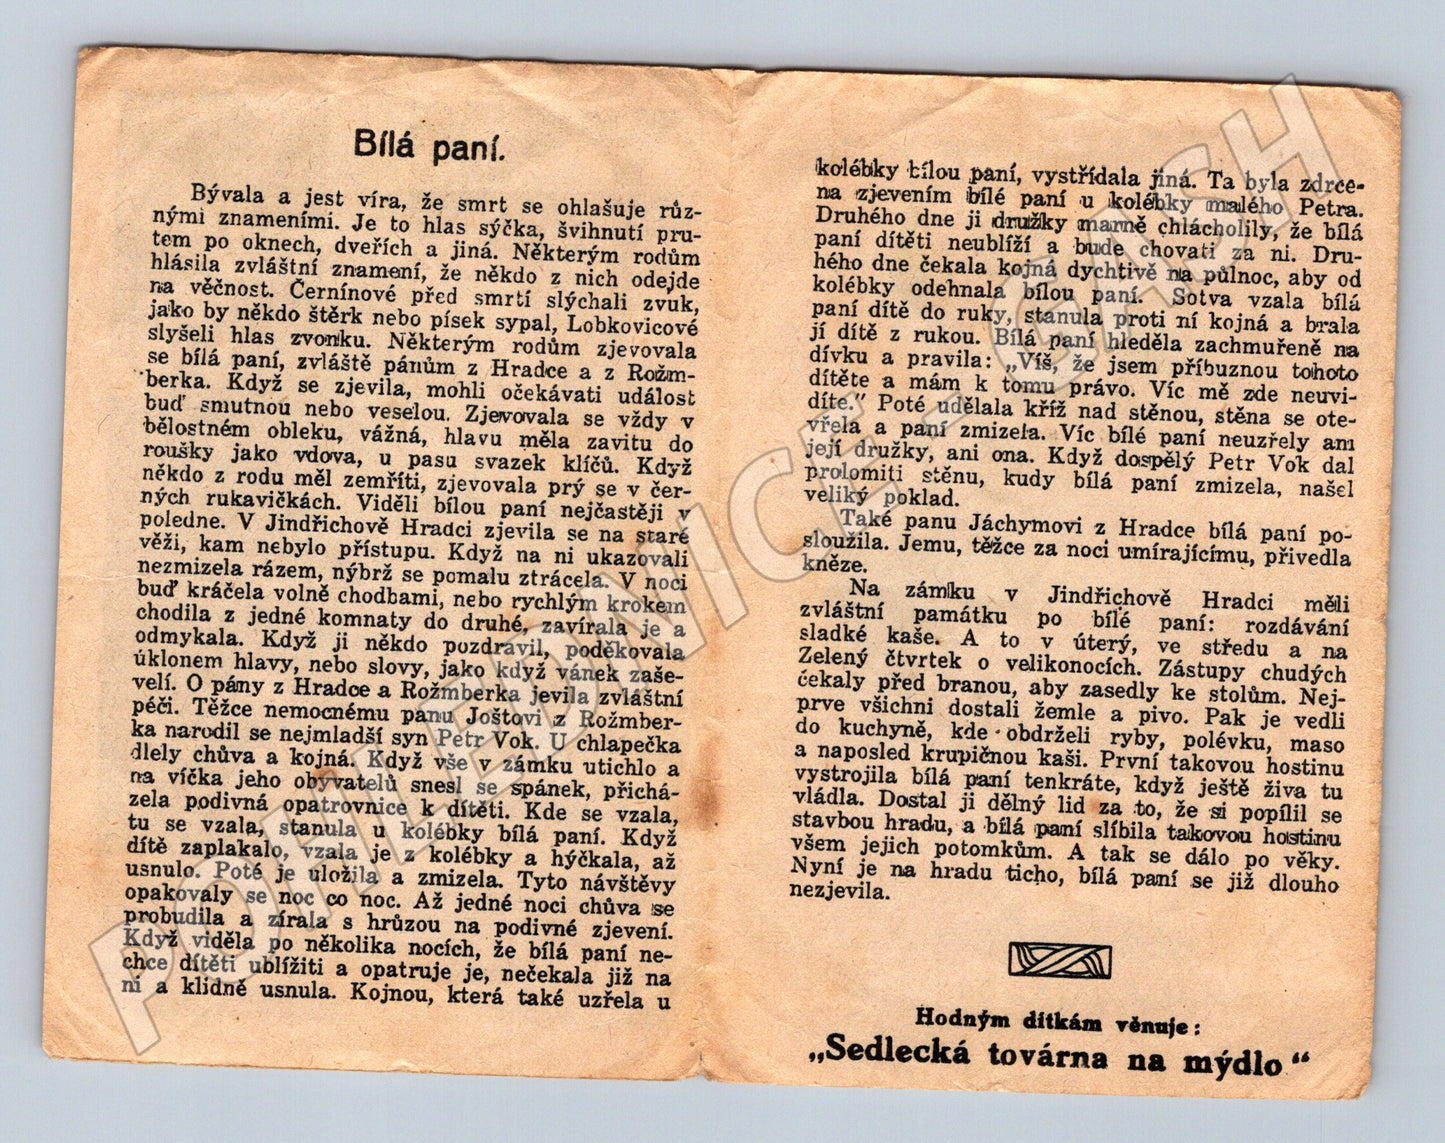 Bílá paní.
Bývala a jest víra, že smrt se ohlašuje růz-
nými znameními. Je to hlas sýčka, švihnutí pru-
tem po oknech, dveřích a jiná. Některým rodům
hlásila zvláštní znamení, že někdo z nich odejde
na věčnost. Černínové před smrtí slýchali zvuk,
jako by někdo štěrk nebo písek sypal, Lobkovicové
slyšeli hlas zvonku. Některým rodům zjevovala
se bílá paní, zvláště pánům z Hradce a z Rožm-
berka. Když se zjevila, mohli očekávati událost
buď smutnou nebo veselou. Zjevovala se vždy v
bělostném obleku, vážná, hlavu měla zavitu do
roušky jako vdova, u pasu svazek klíčů. Když
někdo z rodu měl zemříti, zjevovala prý se v čer-
ných rukavičkách. Viděli bílou paní nejčastěji v
poledne. V Jindřichově Hradci zjevila se na staré
věži, kam nebylo přístupu. Když na ni ukazovali
nezmizela rázem, nýbrž se pomalu ztrácela. V noci
buď kráčela volně chodbami, nebo rychlým krokem
chodila z jedné komnaty do druhé, zavírala je a
odmykala. Když ji někdo pozdravil, poděkovala
úklonem hlavy, nebo slovy, jako když vánek zaše-
velí. O pány z Hradce a Rožmberka jevila zvláštní
péči. Těžce nemocnému panu Joštovi z Rožmber-
ka narodil se nejmladší syn Petr Vok. U chlapečka
dlely chůva a kojná. Když vše v zámku utichlo a
na víčka jeho obyvatelů snesl se spánek, přichá-
zela podivná opatrovnice k dítěti. Kde se vzala,
tu se vzala, stanula u kolébky bílá paní. Když
dítě zaplakalo, vzala je z kolébky a hýčkala, až
usnulo. Poté je uložila a zmizela. Tyto návštěvy
opakovaly se noc co noc. Až jedné noci chůva se
probudila a zírala s hrůzou na podivné zjevení.
Když viděla po několika nocích, že bílá paní ne-
chce dítěti ublížiti a opatruje je, nečekala již na
ni a klidně usnula. Kojnou, která také uzřela u
kolébky bílou paní, vystřídala jiná. Ta byla zdrce-
na zjevením bílé paní u kolébky malého Petra.
Druhého dne ji družky marně chlácholily, že bílá
paní dítěti neublíží a bude chovati za ni. Dru-
hého dne čekala kojná dychtivě na půlnoc, aby od
kolébky odehnala bílou paní. Sotva vzala bílá
paní dítě do ruky, stanula proti ní kojná a brala
jí dítě z rukou. Bílá paní hleděla zachmuřeně na
dívku a pravila: „Víš, že jsem příbuznou tohoto
dítěte a mám k tomu právo. Víc mě zde neuvi-
díte." Poté udělala kříž nad stěnou, stěna se ote-
vřela a paní zmizela. Víc bílé paní neuzřely ani
její družky, ani ona. Když dospělý Petr Vok dal
prolomiti stěnu, kudy bílá paní zmizela, našel
veliký poklad.
Také panu Jáchymovi z Hradce bílá paní po-
sloužila. Jemu, těžce za noci umírajícímu, přivedla
kněze.
Na zámku v Jindřichově Hradci měli
zvláštní památku po bílé paní: rozdávání
sladké kaše. A to v úterý, ve středu a na
Zelený čtvrtek o velikonocích. Zástupy chudých
čekaly před branou, aby zasedly ke stolům. Nej-
prve všichni dostali žemle a pivo. Pak je vedli
do kuchyně, kde obdrželi ryby, polévku, maso
a naposled krupičnou kaši. První takovou hostinu
vystrojila bílá paní tenkráte, když ještě živa tu
vládla. Dostal ji dělný lid za to, že si popílil se
stavbou hradu, a bílá paní slíbila takovou hostinu
všem jejich potomkům. A tak se dálo po věky.
Nyní je na hradu ticho, bílá paní se již dlouho
nezjevila.
Hodným dítkám věnuje:
„Sedlecká továrna na mýdlo"